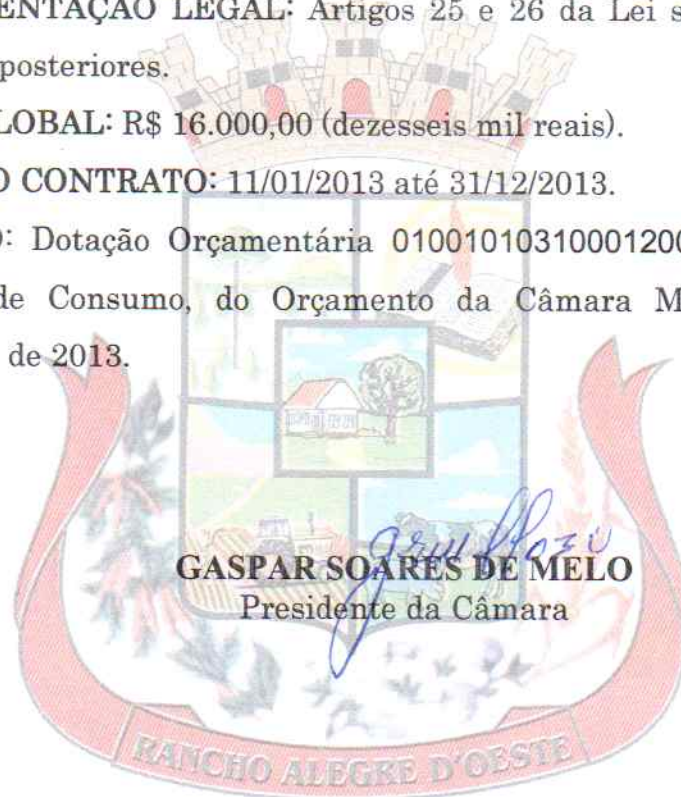 ENTAÇÃO LEGAL: Artigos 25 e 26 da Lei s
posteriores.
LOBAL: R$ 16.000,00 (dezesseis mil reais).
O CONTRATO: 11/01/2013 até 31/12/2013.
: Dotação Orçamentária 0100101031000120
de Consumo, do Orçamento da Câmara M
de 2013.
GASPAR SOARES DE MELO
Presidente da Câmara
RANCHO ALEGRE D'OESTE